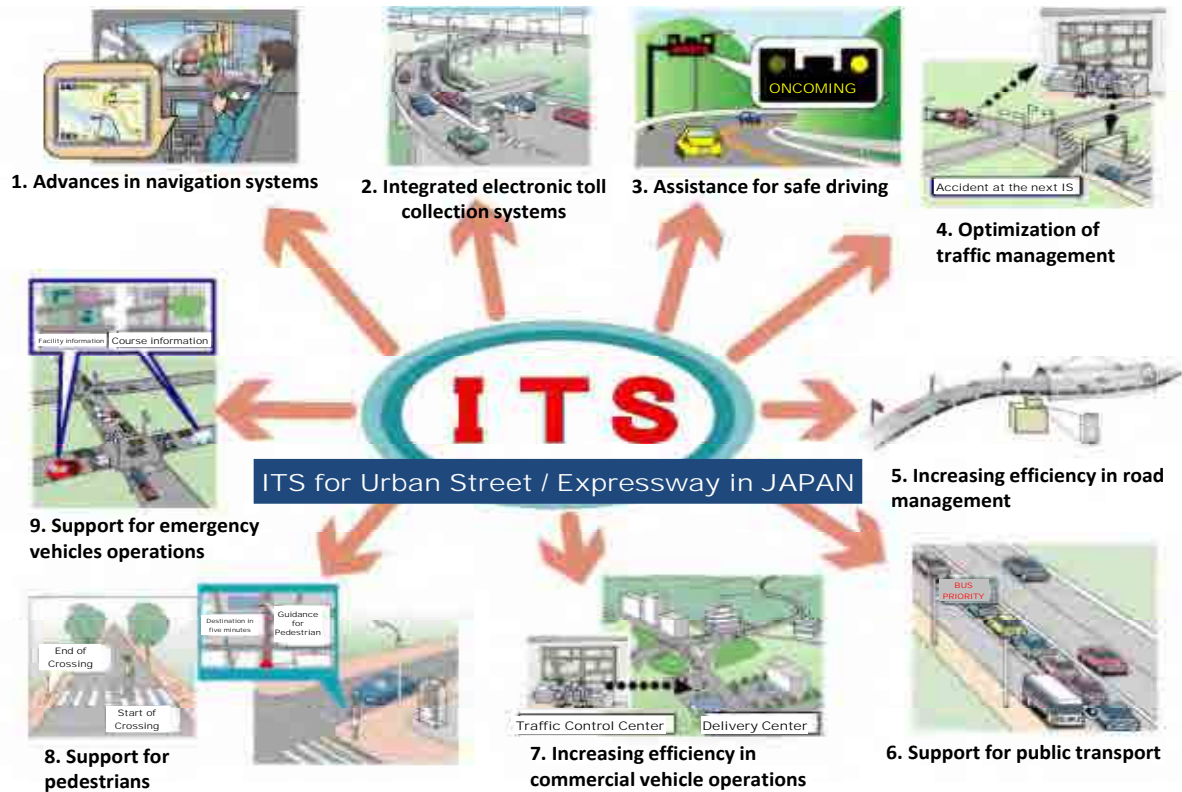 ONCOMING
1. Advances in navigation systems
2. Integrated electronic toll
collection systems
3. Assistance for safe driving
Accident at the next IS
4. Optimization of
traffic management
Facility information
Course information
ITS
ITS for Urban Street / Expressway in JAPAN
5. Increasing efficiency in road
management
9. Support for emergency
vehicles operations
BUS
PRIORITY
Destination in
five minutes
Guidance
for
Pedestrian
End of
Crossing
Start of
Crossing
Traffic Control Center
Delivery Center
6. Support for public transport
8. Support for
pedestrians
7. Increasing efficiency in
commercial vehicle operations